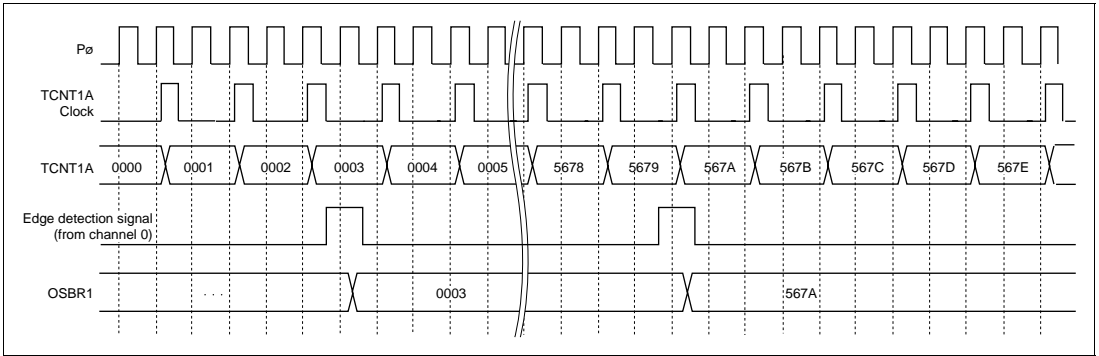 Pø
TCNT1A
Clock
TCNT1A 0000 0001 0002 0003 0004 0005 5678 5679 567A 567B 567C 567D 567E
Edge detection signal
(from channel 0)
OSBR1 · · · 0003 567A